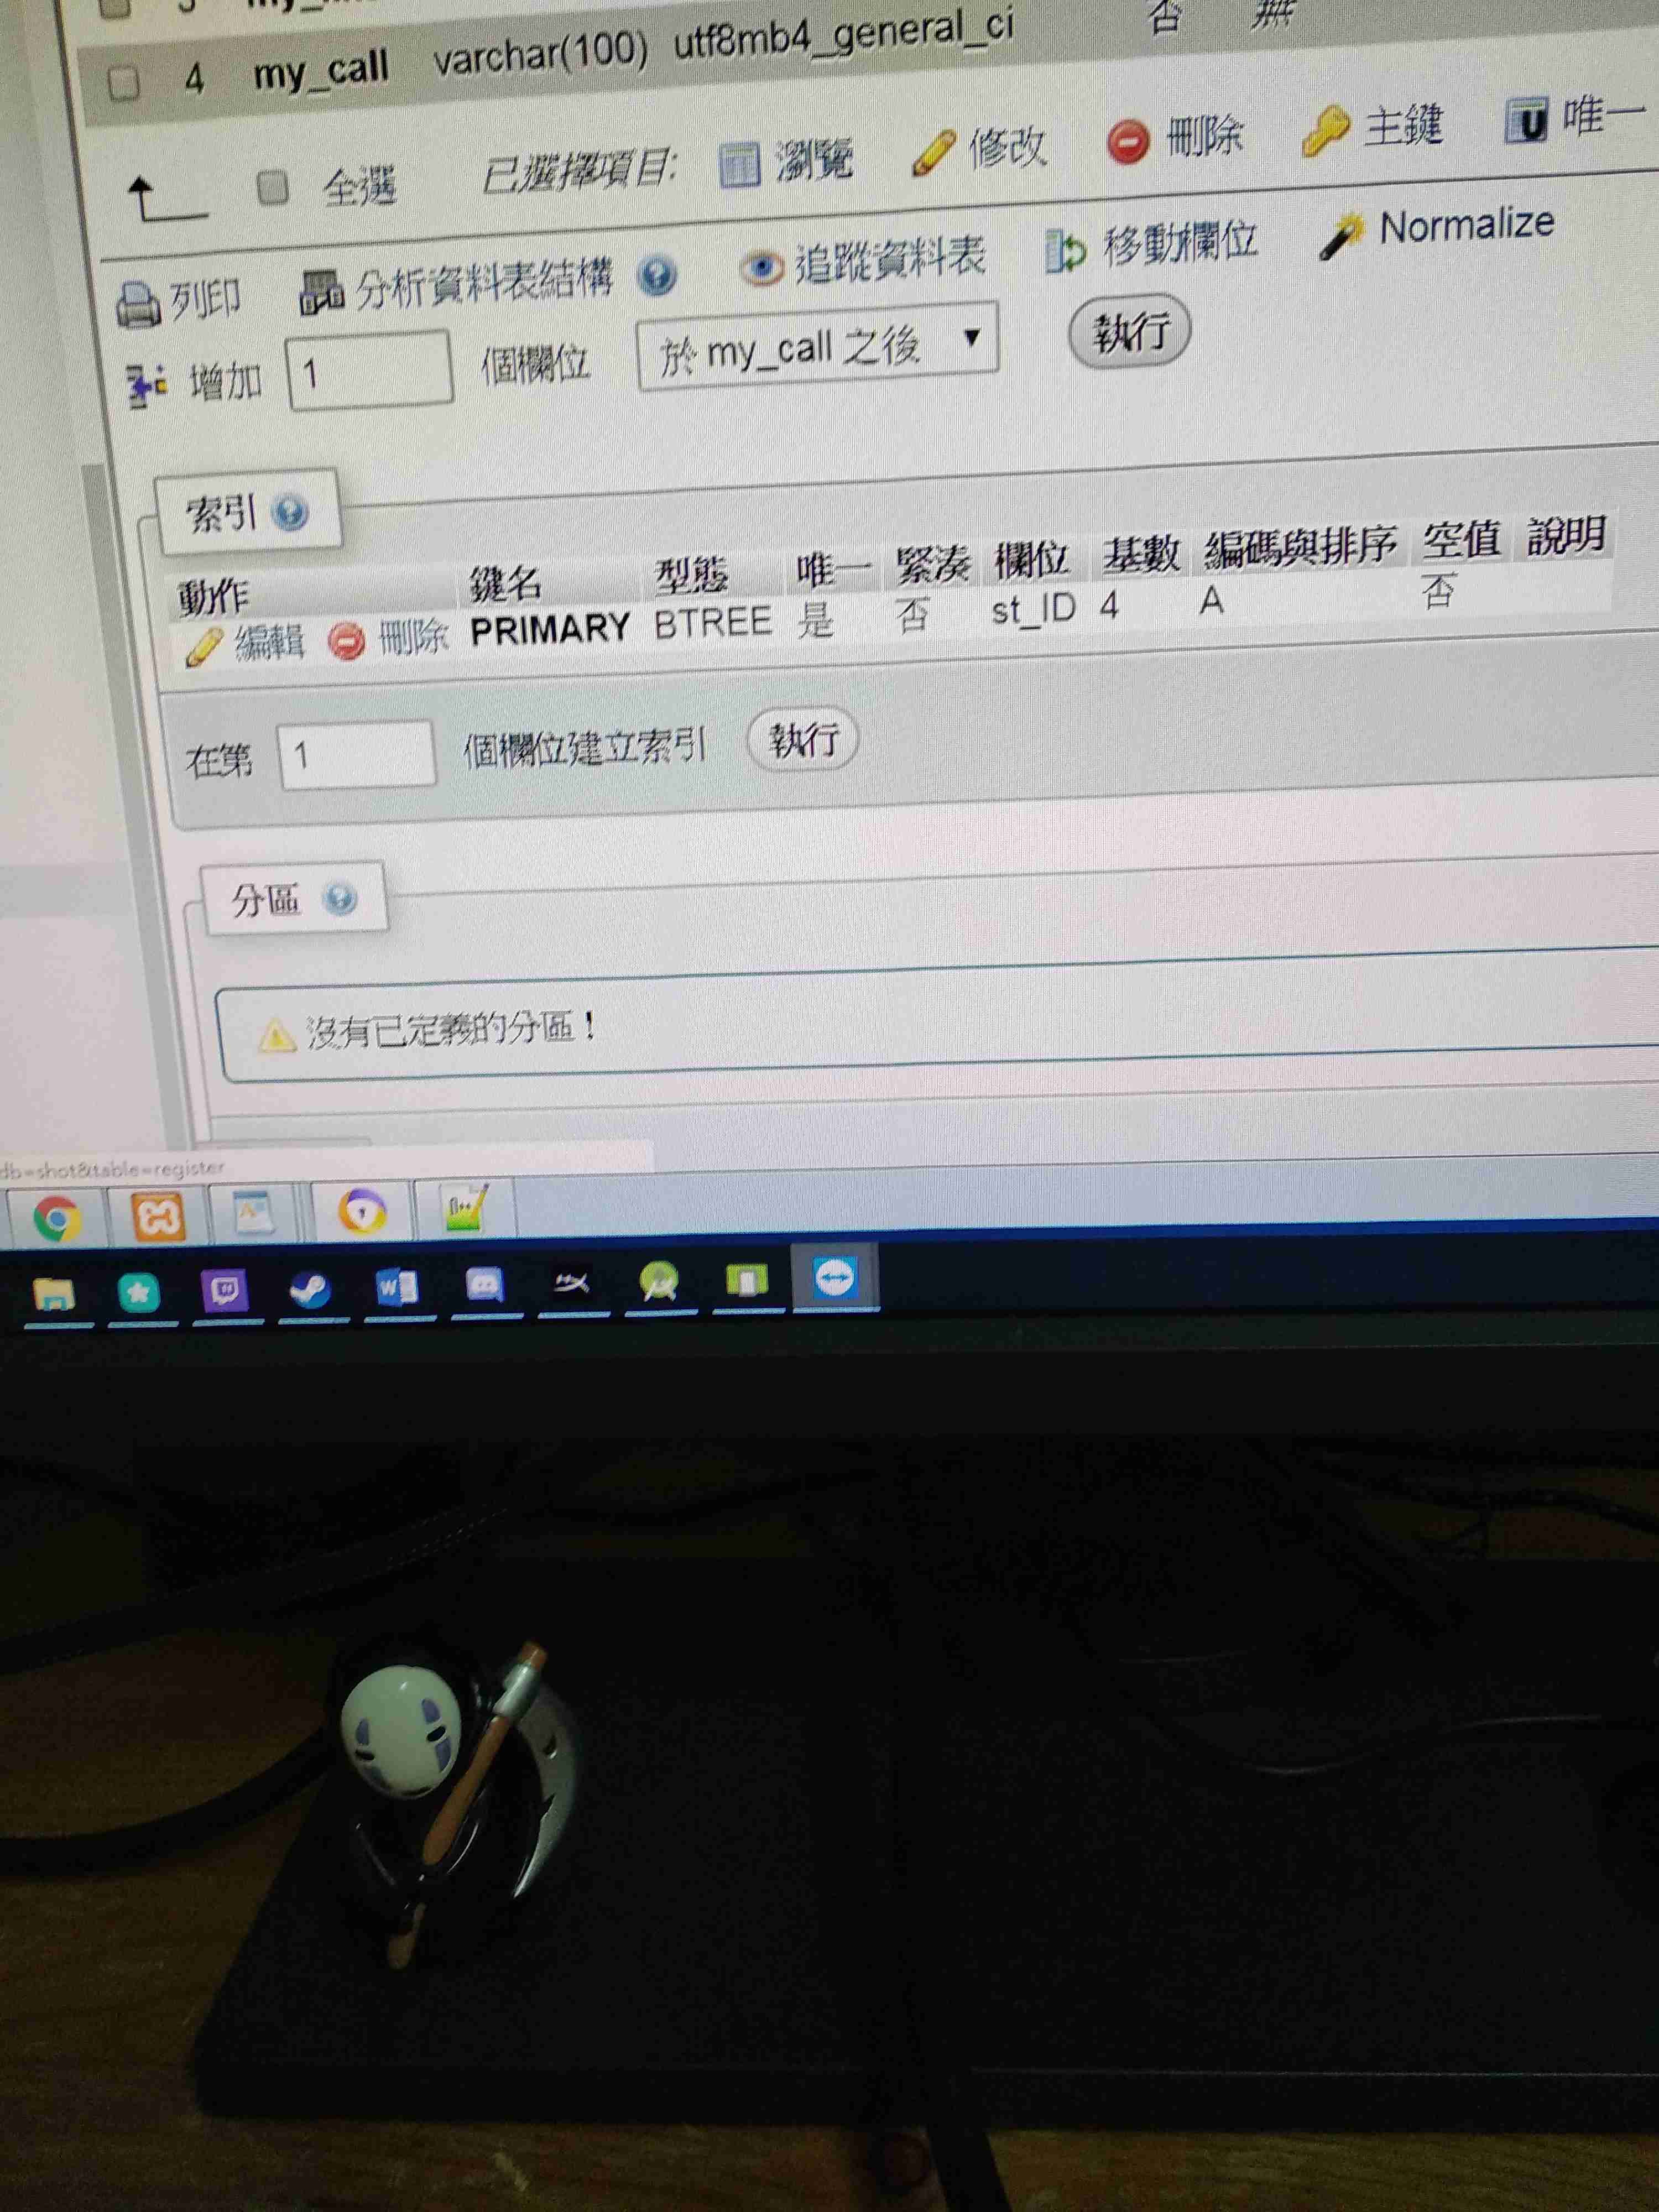 4 my_call varchar(100) utf8mb4_general_ci 否 無
全選 已選擇項目: 瀏覽 修改 刪除 主鍵 唯一
列印 分析資料表結構 追蹤資料表 移動欄位 Normalize
增加 1 個欄位 於 my_call 之後 執行
索引
動作 鍵名 型態 唯一 緊湊 欄位 基數 編碼與排序 空值 說明
編輯 刪除 PRIMARY BTREE 是 否 st_ID 4 A 否
在第 1 個欄位建立索引 執行
分區
沒有已定義的分區！
db=shot&table=register